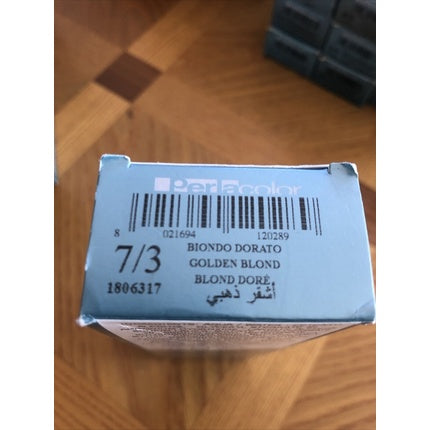 Perlacolor
8 021694 120289
7/3
BIONDO DORATO
GOLDEN BLOND
BLOND DORÉ
أشقر ذهبي
1806317